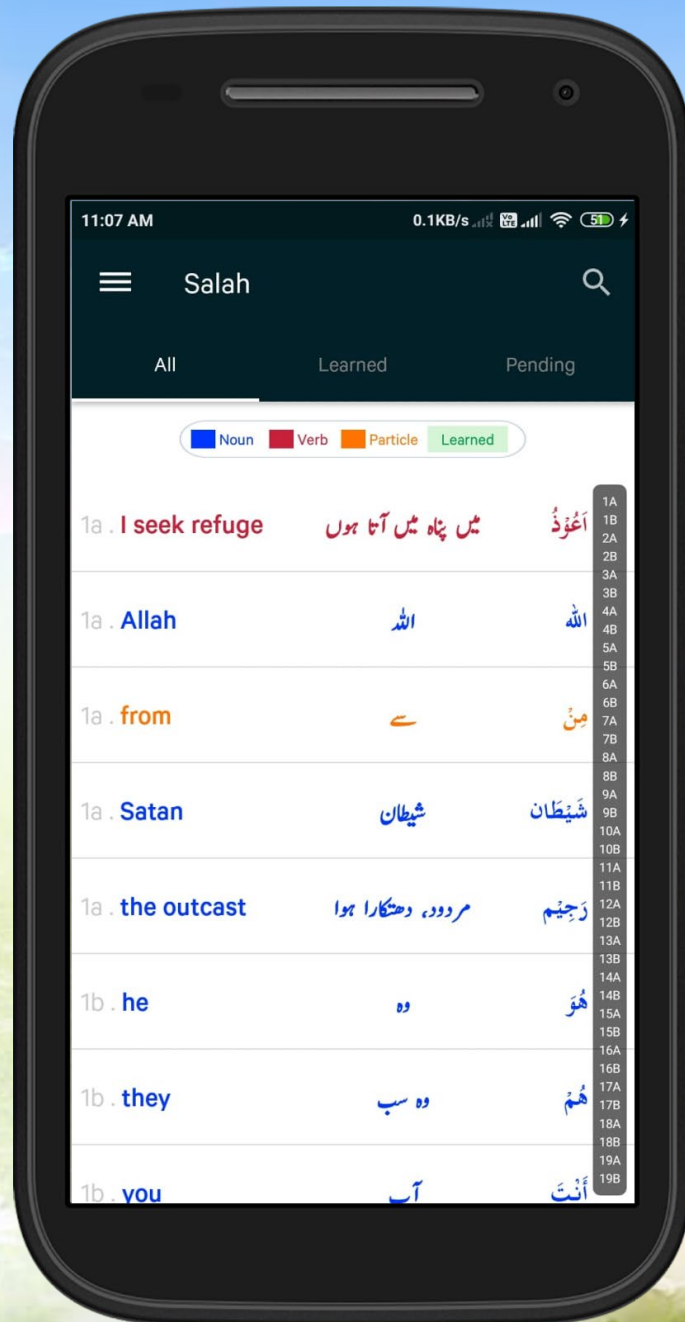 11:07 AM 0.1KB/s Vo LTE 51
Salah
All Learned Pending
Noun Verb Particle Learned
1a . I seek refuge میں پناہ میں آتا ہوں اَعُوْذُ
1a . Allah اللہ الله
1a . from سے مِنْ
1a . Satan شیطان شَيْطَان
1a . the outcast مردود، دھتکارا ہوا رَجِيْم
1b . he وہ هُوَ
1b . they وہ سب هُمْ
1b . you آپ أَنْتَ
1A
1B
2A
2B
3A
3B
4A
4B
5A
5B
6A
6B
7A
7B
8A
8B
9A
9B
10A
10B
11A
11B
12A
12B
13A
13B
14A
14B
15A
15B
16A
16B
17A
17B
18A
18B
19A
19B